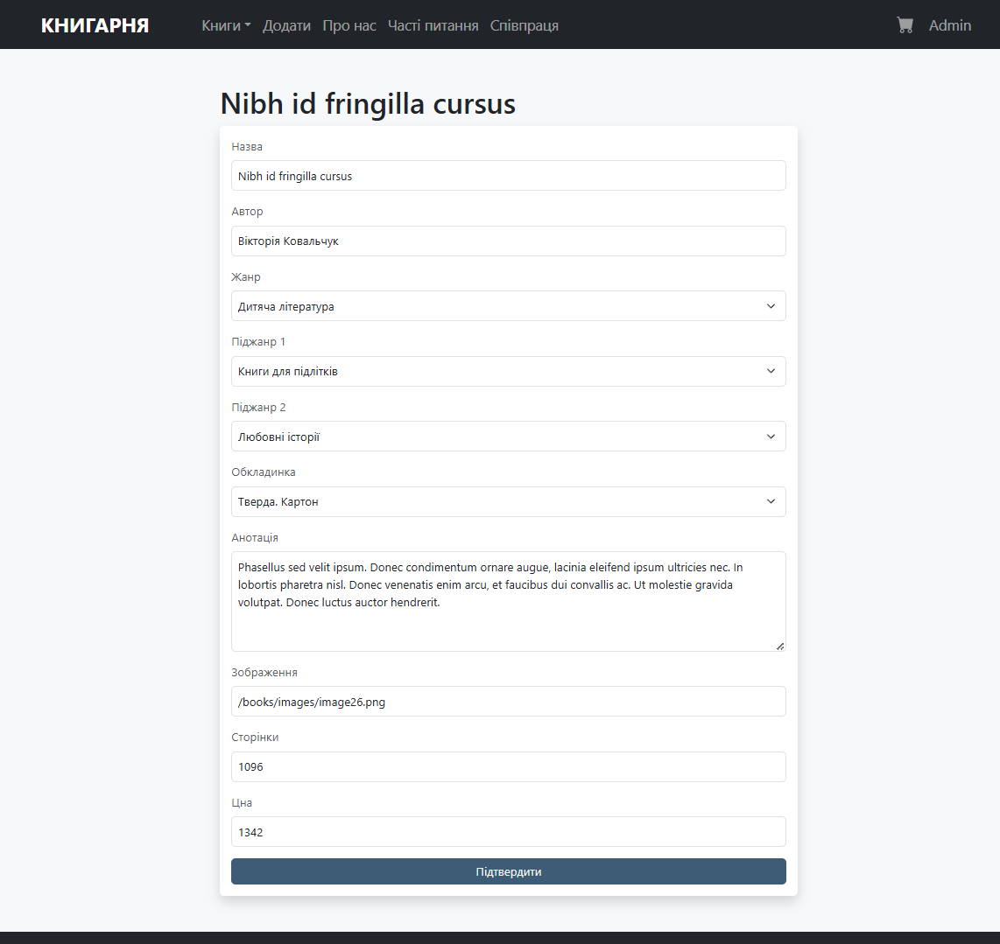 КНИГАРНЯ Книги Додати Про нас Часті питання Співпраця Admin
Nibh id fringilla cursus
Назва
Nibh id fringilla cursus
Автор
Вікторія Ковальчук
Жанр
Дитяча література
Піджанр 1
Книги для підлітків
Піджанр 2
Любовні історії
Обкладинка
Тверда. Картон
Анотація
Phasellus sed velit ipsum. Donec condimentum ornare augue, lacinia eleifend ipsum ultricies nec. In
lobortis pharetra nisl. Donec venenatis enim arcu, et faucibus dui convallis ac. Ut molestie gravida
volutpat. Donec luctus auctor hendrerit.
Зображення
/books/images/image26.png
Сторінки
1096
Цна
1342
Підтвердити